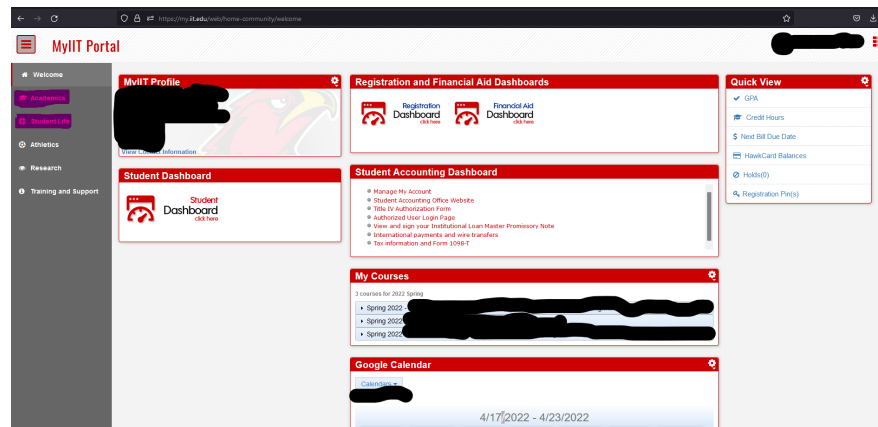 https://my.iit.edu/web/home-community/welcome
MyIIT Portal
Welcome
Academics
Student Life
Athletics
Research
Training and Support
MyIIT Profile
View Contact Information
Student Dashboard
Student
Dashboard
click here
Registration and Financial Aid Dashboards
Registration
Dashboard
click here
Financial Aid
Dashboard
click here
Student Accounting Dashboard
Manage My Account
Student Accounting Office Website
Title IV Authorization Form
Authorized User Login Page
View and sign your Institutional Loan Master Promissory Note
International payments and wire transfers
Tax information and Form 1098-T
My Courses
3 courses for 2022 Spring
Spring 2022 -
Spring 2022
Spring 2022
Google Calendar
Calendars
4/17/2022 - 4/23/2022
Quick View
GPA
Credit Hours
$ Next Bill Due Date
HawkCard Balances
Holds(0)
Registration Pin(s)